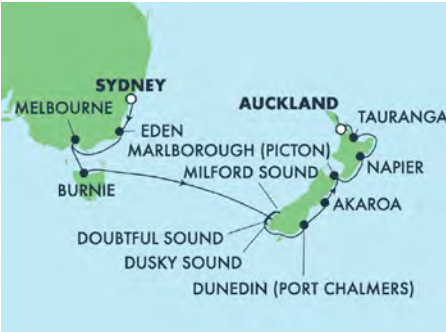 SYDNEY
MELBOURNE
EDEN
BURNIE
AUCKLAND
TAURANGA
MARLBOROUGH (PICTON)
NAPIER
MILFORD SOUND
AKAROA
DOUBTFUL SOUND
DUSKY SOUND
DUNEDIN (PORT CHALMERS)